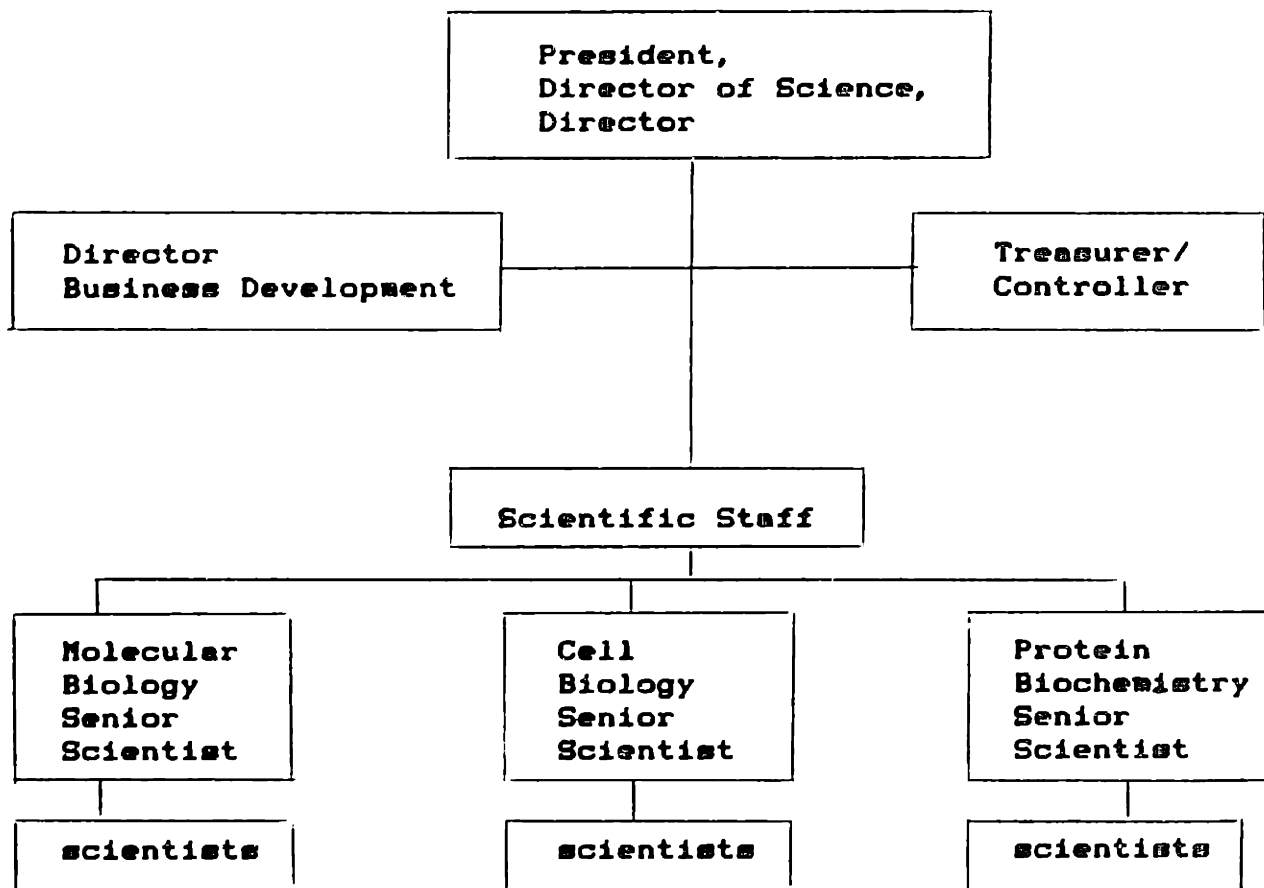 President,
Director of Science,
Director
Director
Business Development
Treasurer/
Controller
Scientific Staff
Molecular
Biology
Senior
Scientist
Cell
Biology
Senior
Scientist
Protein
Biochemistry
Senior
Scientist
scientists
scientists
scientists